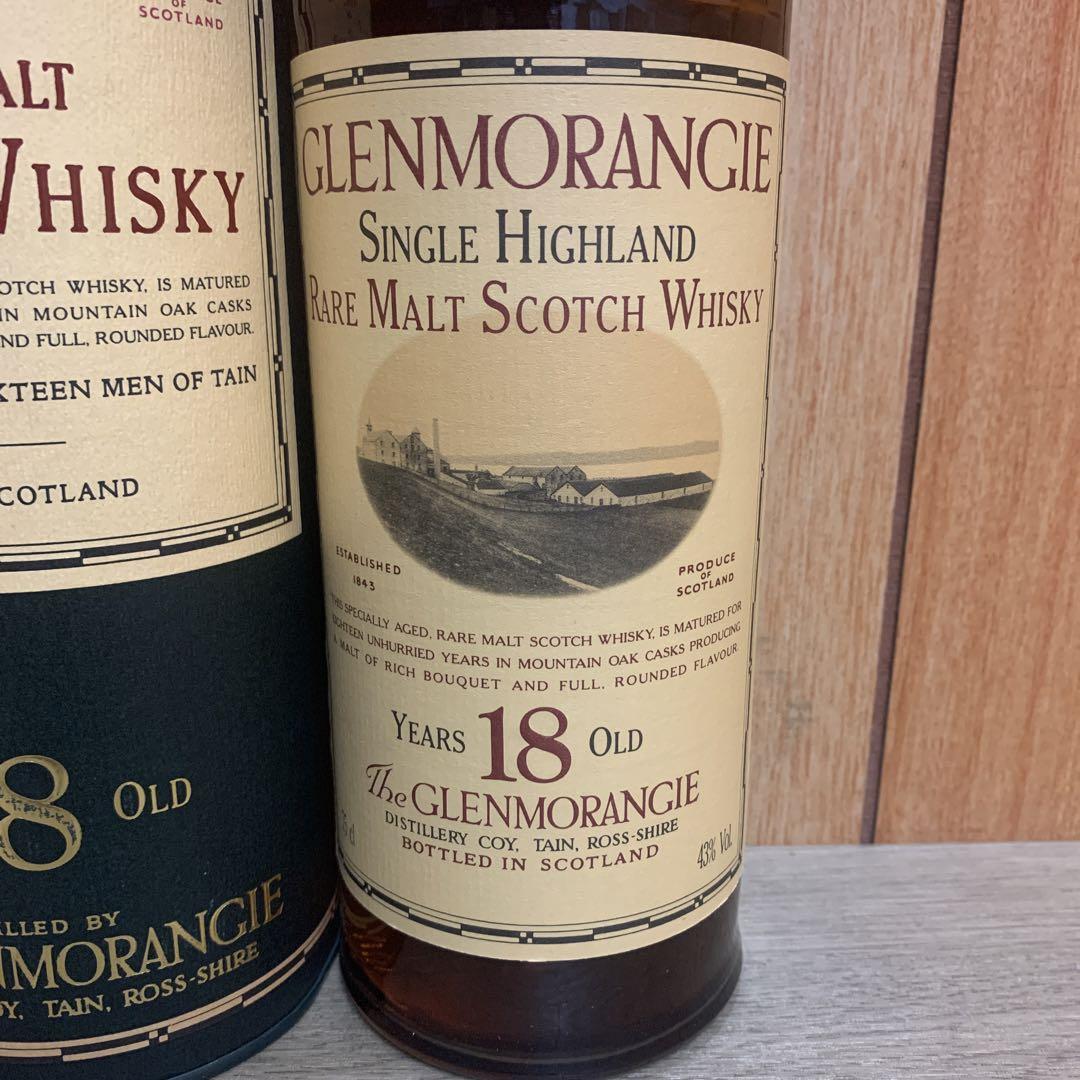 SCOTLAND
ALT
WHISKY
OTCH WHISKY, IS MATURED
IN MOUNTAIN OAK CASKS
ND FULL, ROUNDED FLAVOUR.
XTEEN MEN OF TAIN
COTLAND
8 OLD
ILLED BY
NMORANGIE
OY, TAIN, ROSS-SHIRE
GLENMORANGIE
SINGLE HIGHLAND
RARE MALT SCOTCH WHISKY
ESTABLISHED
1843
PRODUCE
OF
SCOTLAND
THIS SPECIALLY AGED, RARE MALT SCOTCH WHISKY, IS MATURED FOR
EIGHTEEN UNHURRIED YEARS IN MOUNTAIN OAK CASKS PRODUCING
A MALT OF RICH BOUQUET AND FULL, ROUNDED FLAVOUR.
YEARS 18 OLD
The GLENMORANGIE
DISTILLERY COY, TAIN, ROSS-SHIRE
BOTTLED IN SCOTLAND
43% Vol.